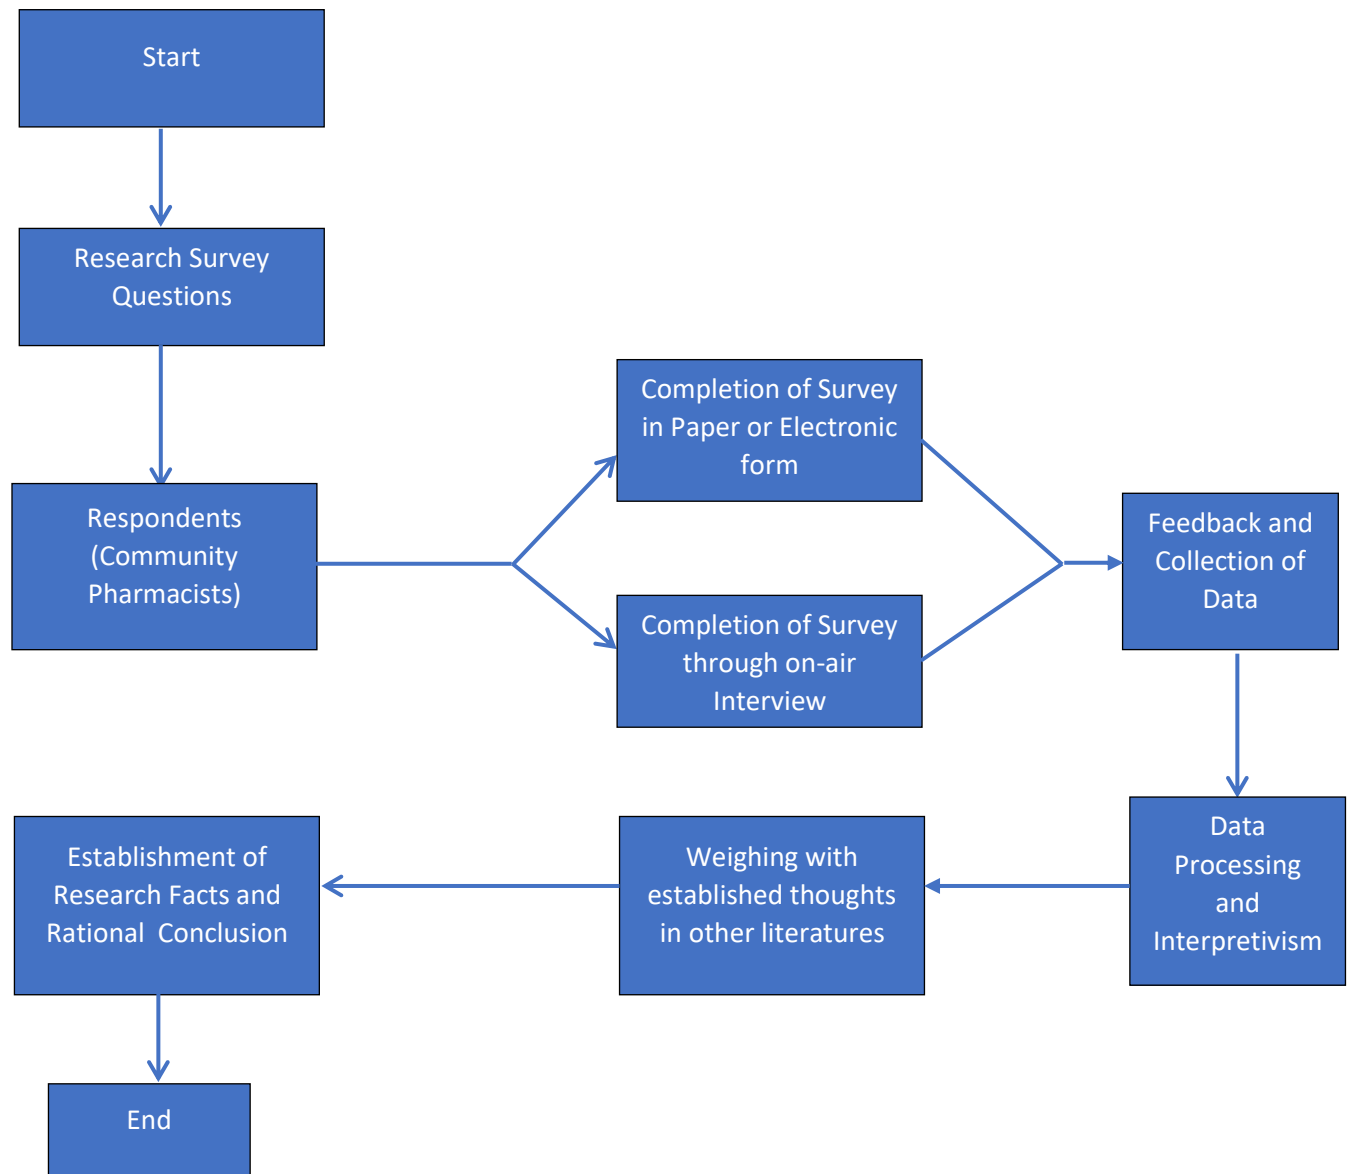 Start
Research Survey
Questions
Respondents
(Community
Pharmacists)
Completion of Survey
in Paper or Electronic
form
Completion of Survey
through on-air
Interview
Feedback and
Collection of
Data
Data
Processing
and
Interpretivism
Weighing with
established thoughts
in other literatures
Establishment of
Research Facts and
Rational  Conclusion
End